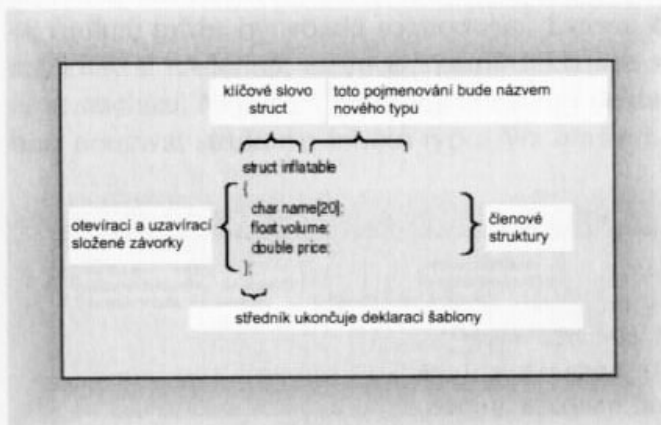 klíčové slovo
struct
toto pojmenování bude názvem
nového typu
struct inflatable
{
char name[20];
float volume;
double price;
};
otevírací a uzavírací
složené závorky
členové
struktury
středník ukončuje deklaraci šablony